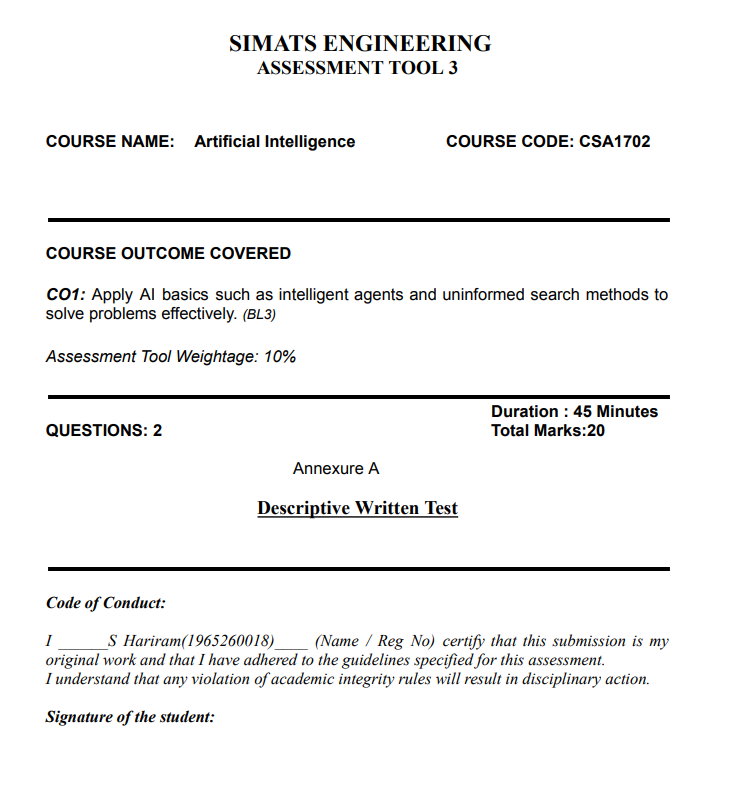 SIMATS ENGINEERING
ASSESSMENT TOOL 3
COURSE NAME: Artificial Intelligence COURSE CODE: CSA1702
COURSE OUTCOME COVERED
CO1: Apply AI basics such as intelligent agents and uninformed search methods to
solve problems effectively. (BL3)
Assessment Tool Weightage: 10%
Duration : 45 Minutes
QUESTIONS: 2 Total Marks:20
Annexure A
Descriptive Written Test
Code of Conduct:
I ______S Hariram(1965260018)____ (Name / Reg No) certify that this submission is my
original work and that I have adhered to the guidelines specified for this assessment.
I understand that any violation of academic integrity rules will result in disciplinary action.
Signature of the student: